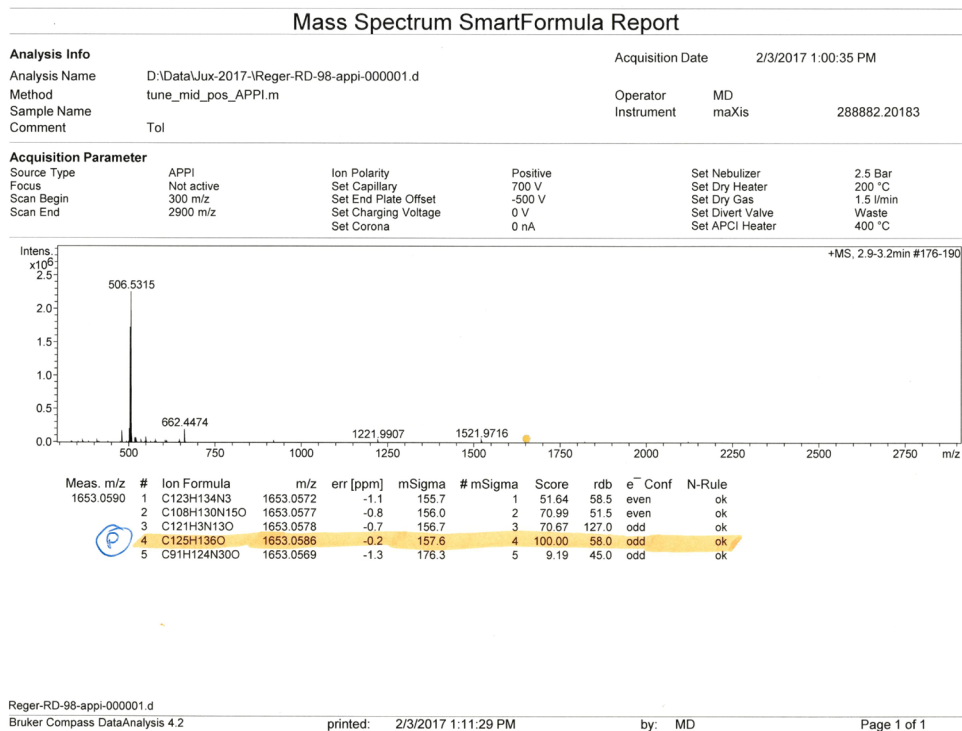 Mass Spectrum SmartFormula Report
Analysis Info
Acquisition Date 2/3/2017 1:00:35 PM
Analysis Name D:\Data\Jux-2017-\Reger-RD-98-appi-000001.d
Method tune_mid_pos_APPI.m
Operator MD
Sample Name
Instrument maXis 288882.20183
Comment Tol
Acquisition Parameter
Source Type APPI Ion Polarity Positive Set Nebulizer 2.5 Bar
Focus Not active Set Capillary 700 V Set Dry Heater 200 °C
Scan Begin 300 m/z Set End Plate Offset -500 V Set Dry Gas 1.5 l/min
Scan End 2900 m/z Set Charging Voltage 0 V Set Divert Valve Waste
Set Corona 0 nA Set APCI Heater 400 °C
Intens.
x10⁶
+MS, 2.9-3.2min #176-190
2.5
506.5315
2.0
1.5
1.0
0.5
662.4474
1221.9907
1521.9716
0.0
500 750 1000 1250 1500 1750 2000 2250 2500 2750 m/z
Meas. m/z # Ion Formula m/z err [ppm] mSigma # mSigma Score rdb e⁻ Conf N-Rule
1653.0590 1 C123H134N3 1653.0572 -1.1 155.7 1 51.64 58.5 even ok
2 C108H130N15O 1653.0577 -0.8 156.0 2 70.99 51.5 even ok
3 C121H3N13O 1653.0578 -0.7 156.7 3 70.67 127.0 odd ok
P 4 C125H136O 1653.0586 -0.2 157.6 4 100.00 58.0 odd ok
5 C91H124N30O 1653.0569 -1.3 176.3 5 9.19 45.0 odd ok
Reger-RD-98-appi-000001.d
Bruker Compass DataAnalysis 4.2 printed: 2/3/2017 1:11:29 PM by: MD Page 1 of 1